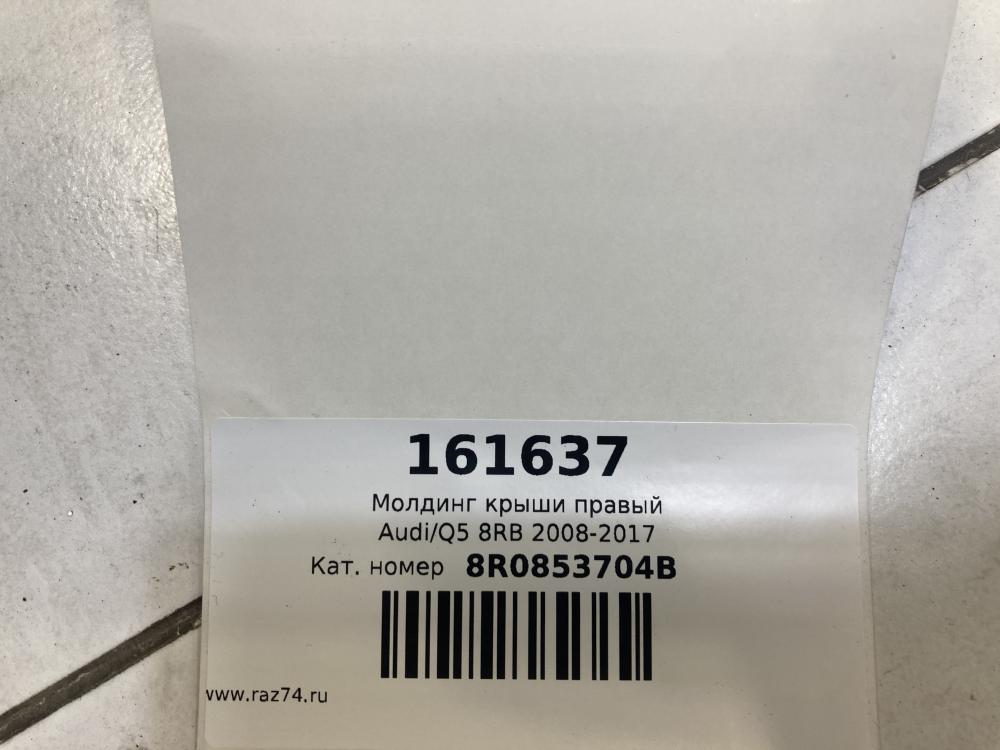 161637
Молдинг крыши правый
Audi/Q5 8RB 2008-2017
Кат. номер 8R0853704B
www.raz74.ru